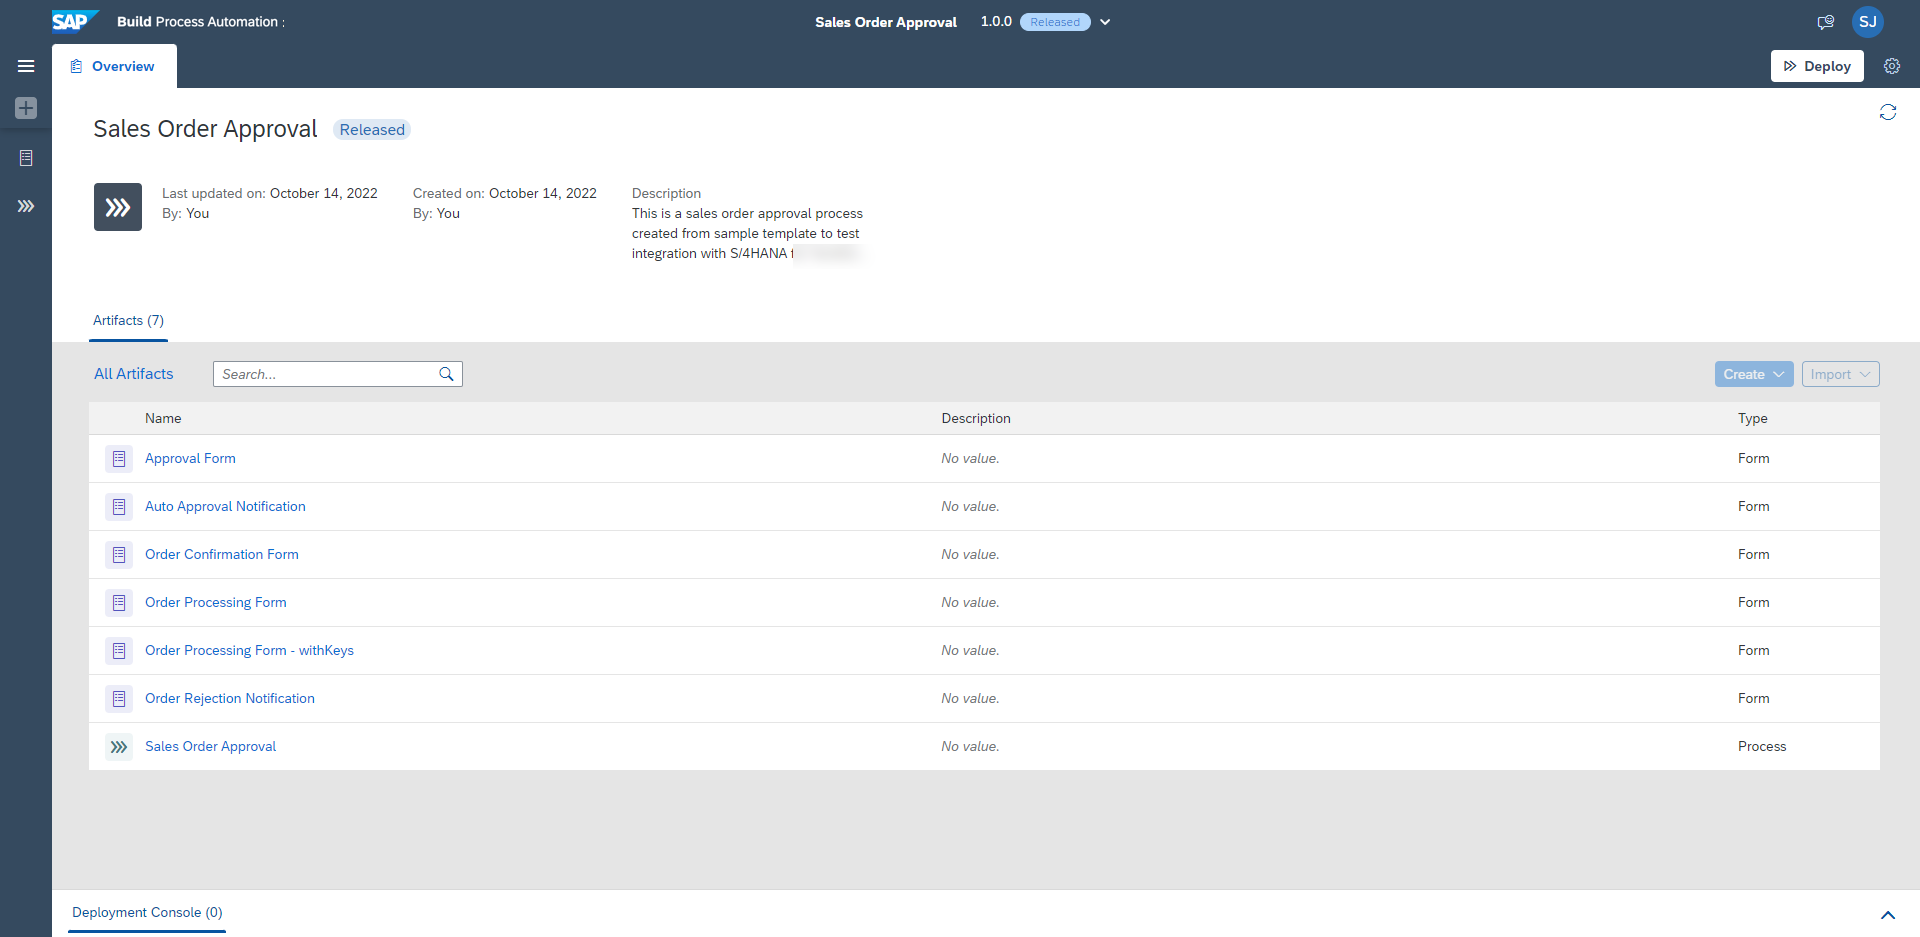 SAP Build Process Automation :
Sales Order Approval 1.0.0 Released
SJ
Overview
Deploy
Sales Order Approval Released
Last updated on: October 14, 2022
By: You
Created on: October 14, 2022
By: You
Description
This is a sales order approval process
created from sample template to test
integration with S/4HANA
Artifacts (7)
All Artifacts
Search...
Create
Import
Name Description Type
Approval Form No value. Form
Auto Approval Notification No value. Form
Order Confirmation Form No value. Form
Order Processing Form No value. Form
Order Processing Form - withKeys No value. Form
Order Rejection Notification No value. Form
Sales Order Approval No value. Process
Deployment Console (0)